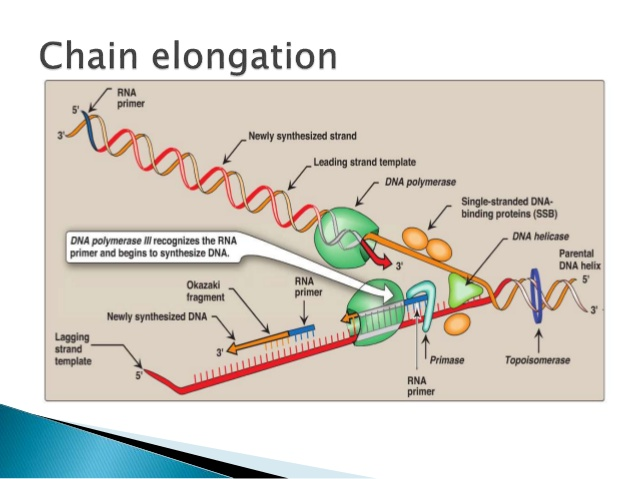 Chain elongation
RNA
primer
5'
3'
Newly synthesized strand
Leading strand template
DNA polymerase
Single-stranded DNA-
binding proteins (SSB)
DNA helicase
Parental
DNA helix
5'
3'
3'
DNA polymerase III recognizes the RNA
primer and begins to synthesize DNA.
Okazaki
fragment
RNA
primer
Newly synthesized DNA
3'
Lagging
strand
template
5'
Primase
RNA
primer
Topoisomerase